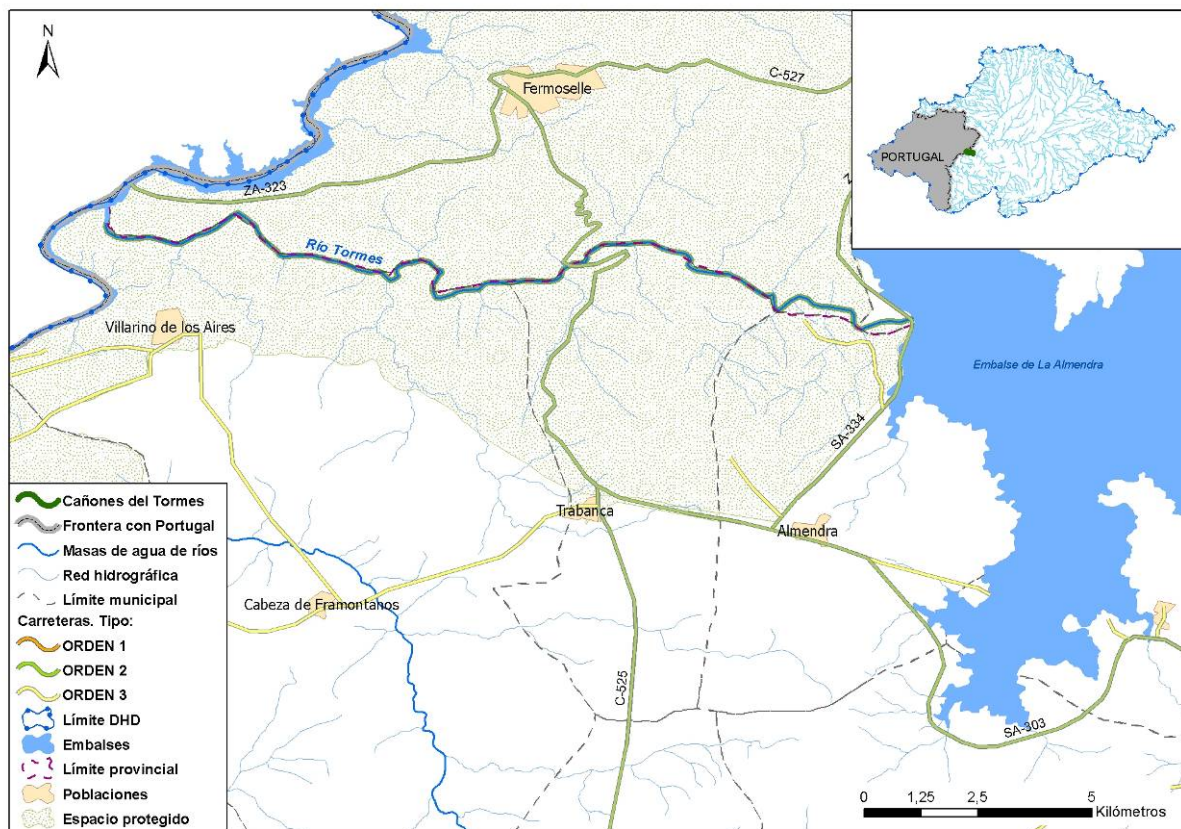 N
Fermoselle
C-527
PORTUGAL
ZA-323
Río Tormes
Villarino de los Aires
Embalse de La Almendra
SA-334
Trabanca
Almendra
Cabeza de Framontanos
C-525
SA-303
Cañones del Tormes
Frontera con Portugal
Masas de agua de ríos
Red hidrográfica
Límite municipal
Carreteras. Tipo:
ORDEN 1
ORDEN 2
ORDEN 3
Límite DHD
Embalses
Límite provincial
Poblaciones
Espacio protegido
0 1,25 2,5 5
Kilómetros